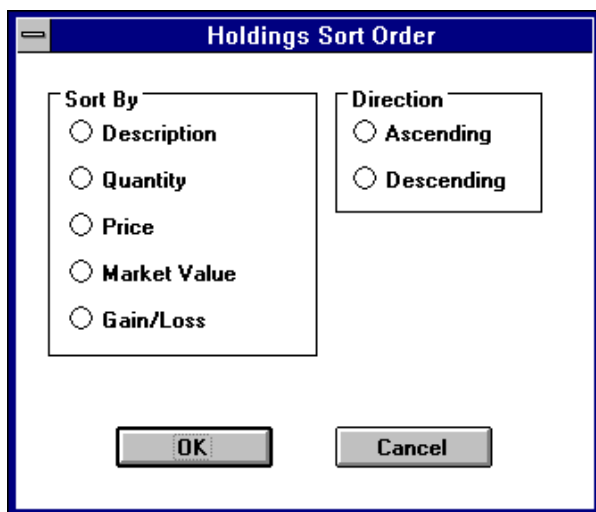 Holdings Sort Order
Sort By
Description
Quantity
Price
Market Value
Gain/Loss
Direction
Ascending
Descending
OK
Cancel